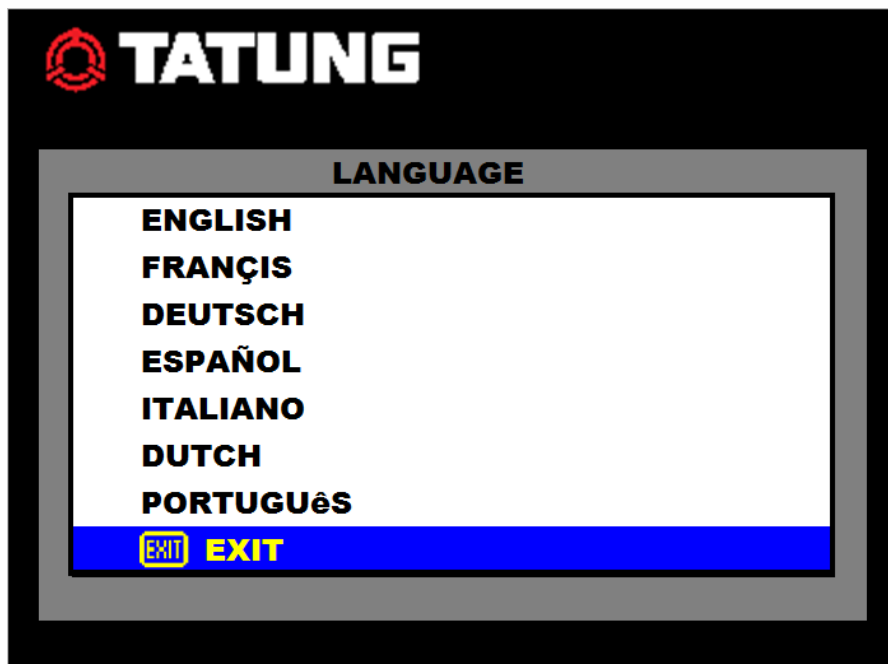 TATUNG
LANGUAGE
ENGLISH
FRANÇIS
DEUTSCH
ESPAÑOL
ITALIANO
DUTCH
PORTUGUêS
EXIT EXIT